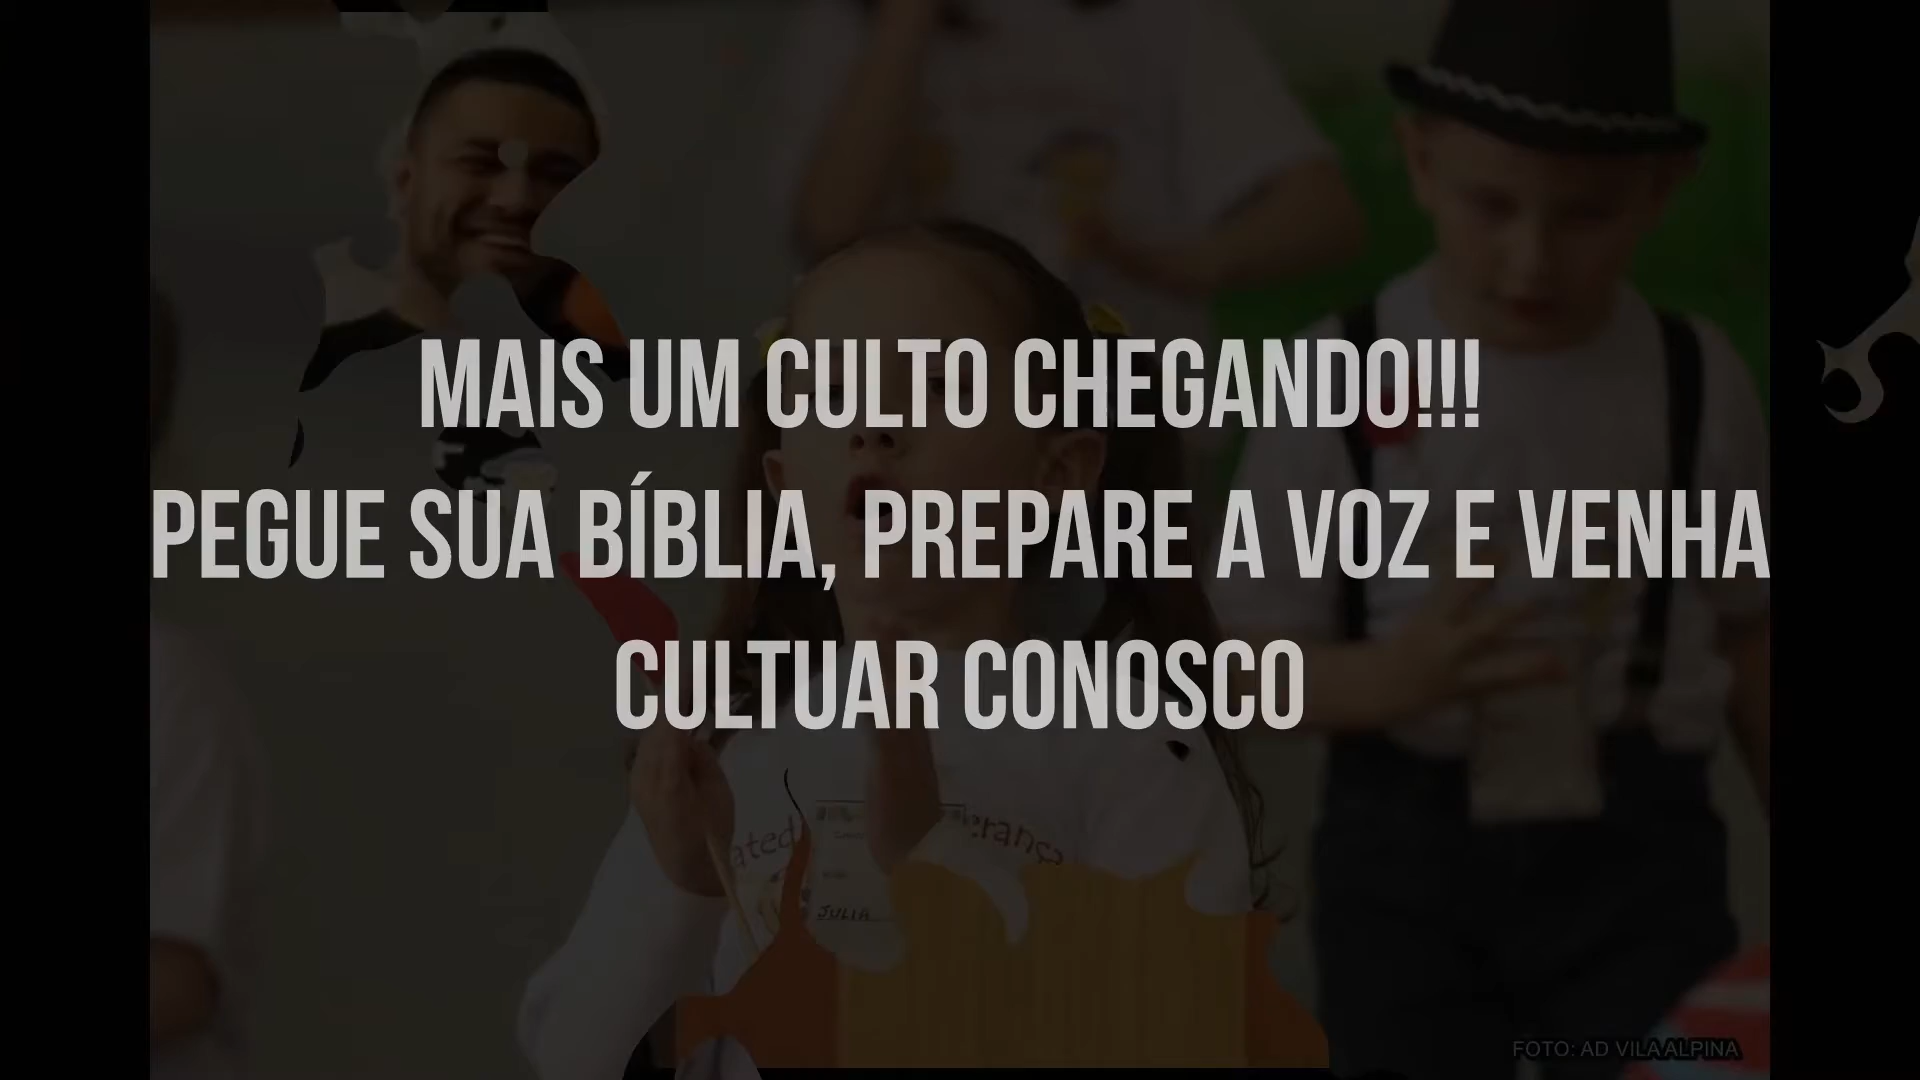 MAIS UM CULTO CHEGANDO!!!
PEGUE SUA BÍBLIA, PREPARE A VOZ E VENHA
CULTUAR CONOSCO
JULIA
FOTO: AD VILA ALPINA